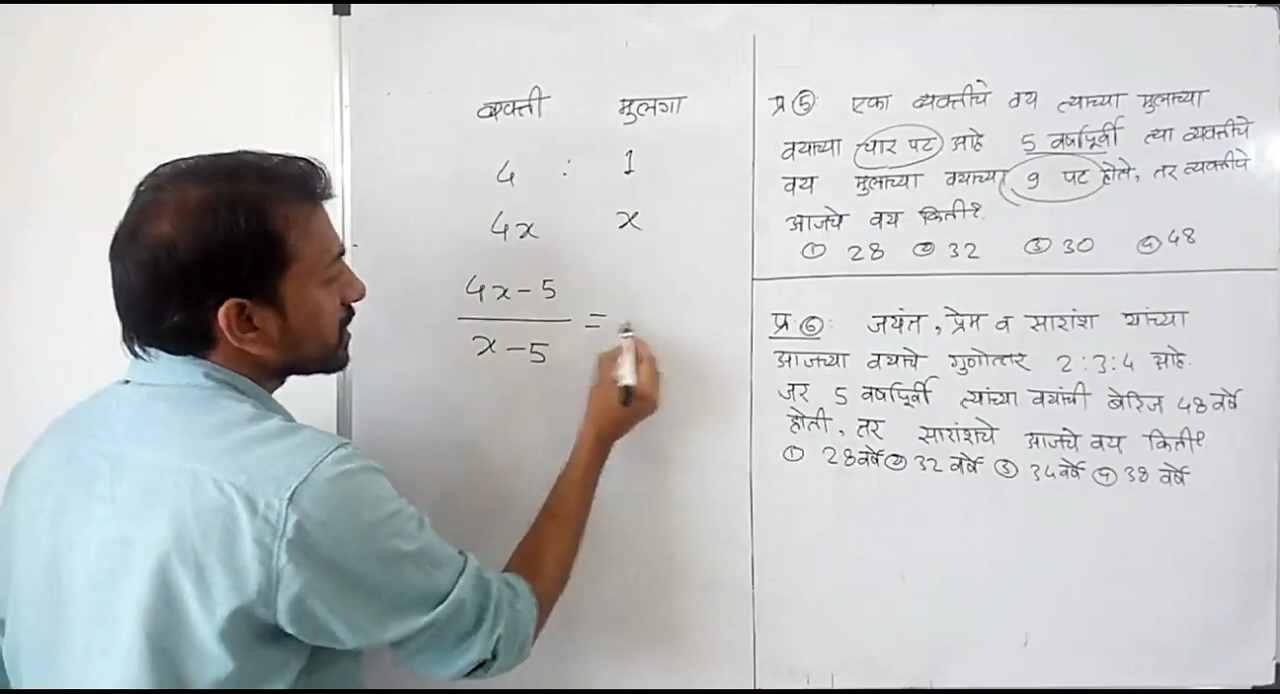 व्यक्ती मुलगा
4 : 1
4x x
4x-5
x-5
=
प्र ⑤ एका व्यक्तीचे वय त्याच्या मुलाच्या
वयाच्या चार पट आहे 5 वर्षापूर्वी त्या व्यक्तीचे
वय मुलाच्या वयाच्या 9 पट होते, तर व्यक्तीचे
आजचे वय किती?
① 28 ② 32 ③ 30 ④ 48
प्र.⑥: जयंत, प्रेम व सारांश यांच्या
आजच्या वयाचे गुणोत्तर 2:3:4 आहे.
जर 5 वर्षापूर्वी त्यांच्या वयांची बेरिज 48 वर्षे
होती, तर सारांशचे आजचे वय किती?
① 28 वर्षे ② 32 वर्षे ③ 34 वर्षे ④ 38 वर्षे